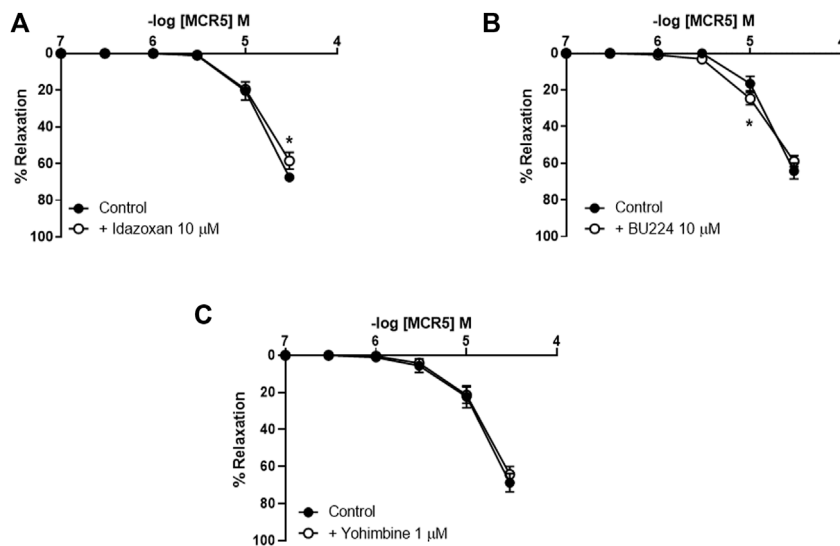 A
-log [MCR5] M
7 6 5 4
0
20
40
60
80
100
% Relaxation
*
Control
+ Idazoxan 10 μM
B
-log [MCR5] M
7 6 5 4
0
20
40
60
80
100
% Relaxation
*
Control
+ BU224 10 μM
C
-log [MCR5] M
7 6 5 4
0
20
40
60
80
100
% Relaxation
Control
+ Yohimbine 1 μM